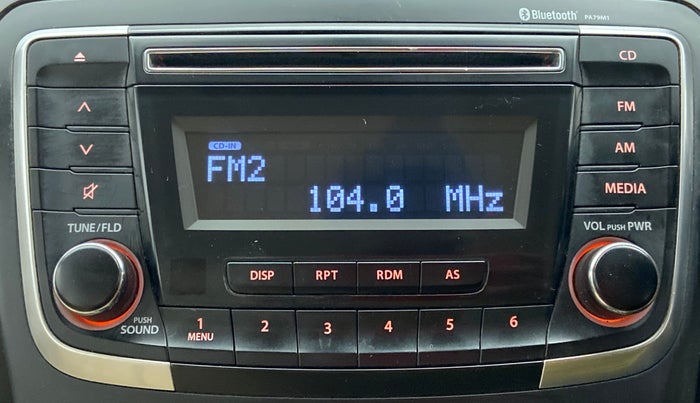 Bluetooth PA79M1
CD
FM
AM
MEDIA
CD-IN
FM2
104.0 MHz
TUNE/FLD
VOL PUSH PWR
DISP RPT RDM AS
PUSH
SOUND
1 2 3 4 5 6
MENU